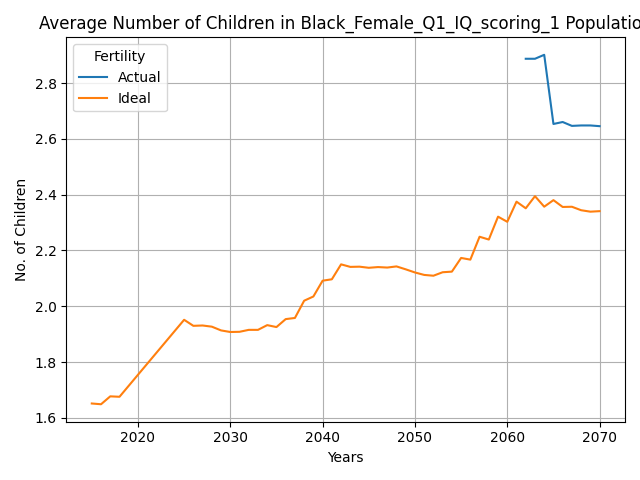 Average Number of Children in Black_Female_Q1_IQ_scoring_1 Populatio
Fertility
Actual
Ideal
2.8
2.6
2.4
2.2
2.0
1.8
1.6
No. of Children
2020 2030 2040 2050 2060 2070
Years